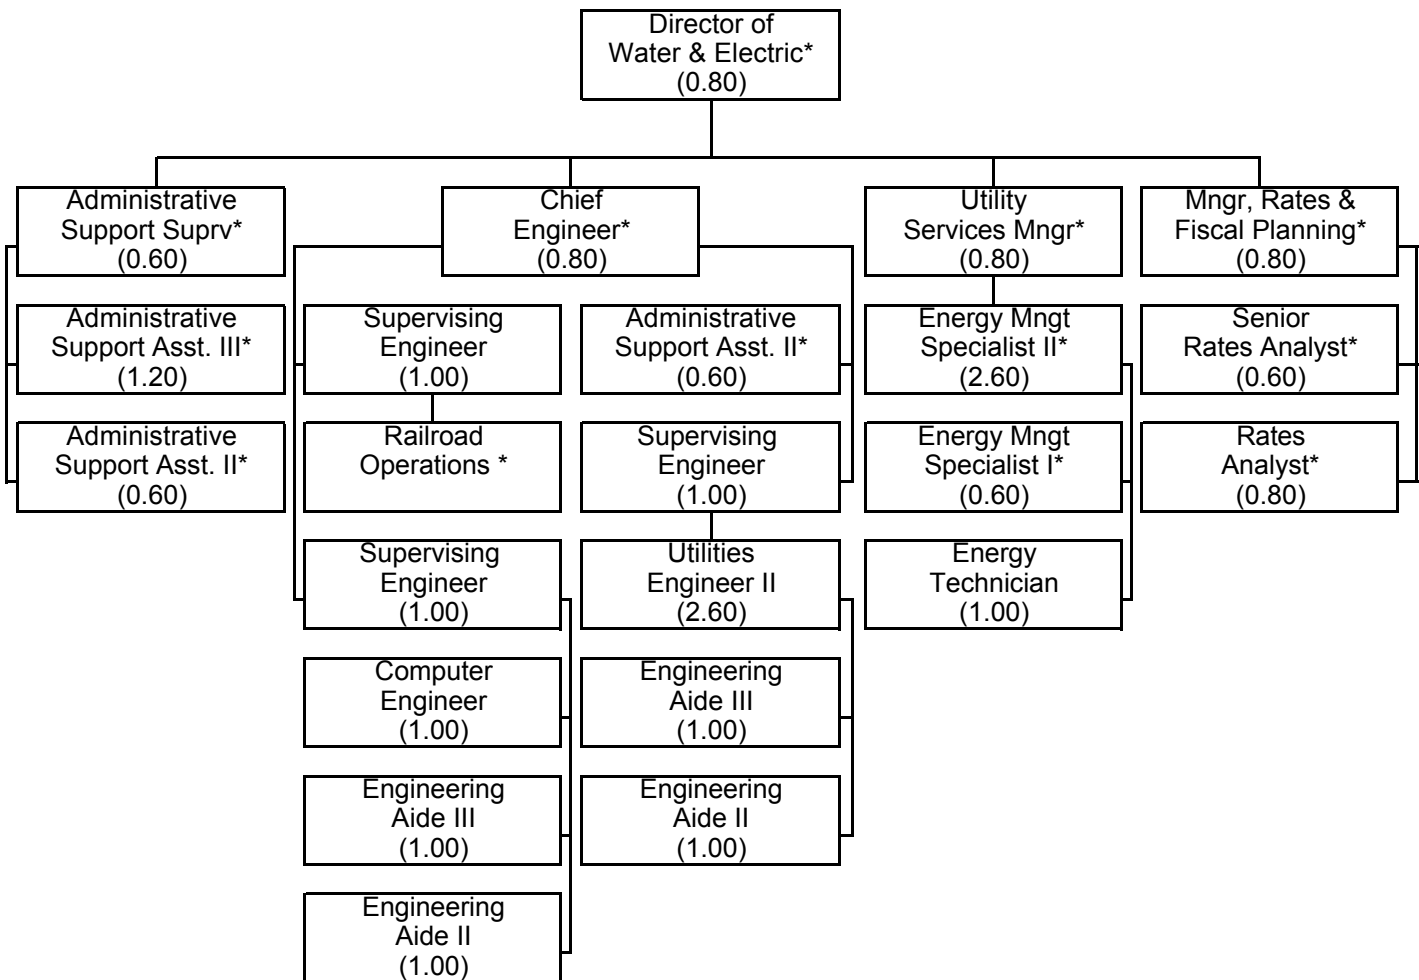 Director of
Water & Electric*
(0.80)
Administrative
Support Suprv*
(0.60)
Chief
Engineer*
(0.80)
Utility
Services Mngr*
(0.80)
Mngr, Rates &
Fiscal Planning*
(0.80)
Administrative
Support Asst. III*
(1.20)
Supervising
Engineer
(1.00)
Administrative
Support Asst. II*
(0.60)
Energy Mngt
Specialist II*
(2.60)
Senior
Rates Analyst*
(0.60)
Administrative
Support Asst. II*
(0.60)
Railroad
Operations *
Supervising
Engineer
(1.00)
Energy Mngt
Specialist I*
(0.60)
Rates
Analyst*
(0.80)
Supervising
Engineer
(1.00)
Utilities
Engineer II
(2.60)
Energy
Technician
(1.00)
Computer
Engineer
(1.00)
Engineering
Aide III
(1.00)
Engineering
Aide III
(1.00)
Engineering
Aide II
(1.00)
Engineering
Aide II
(1.00)